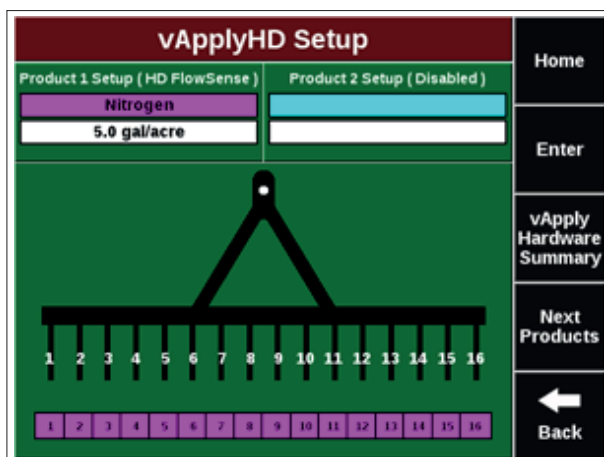 vApplyHD Setup
Product 1 Setup ( HD FlowSense )
Nitrogen
5.0 gal/acre
Product 2 Setup ( Disabled )
1 2 3 4 5 6 7 8 9 10 11 12 13 14 15 16
1 2 3 4 5 6 7 8 9 10 11 12 13 14 15 16
Home
Enter
vApply
Hardware
Summary
Next
Products
Back